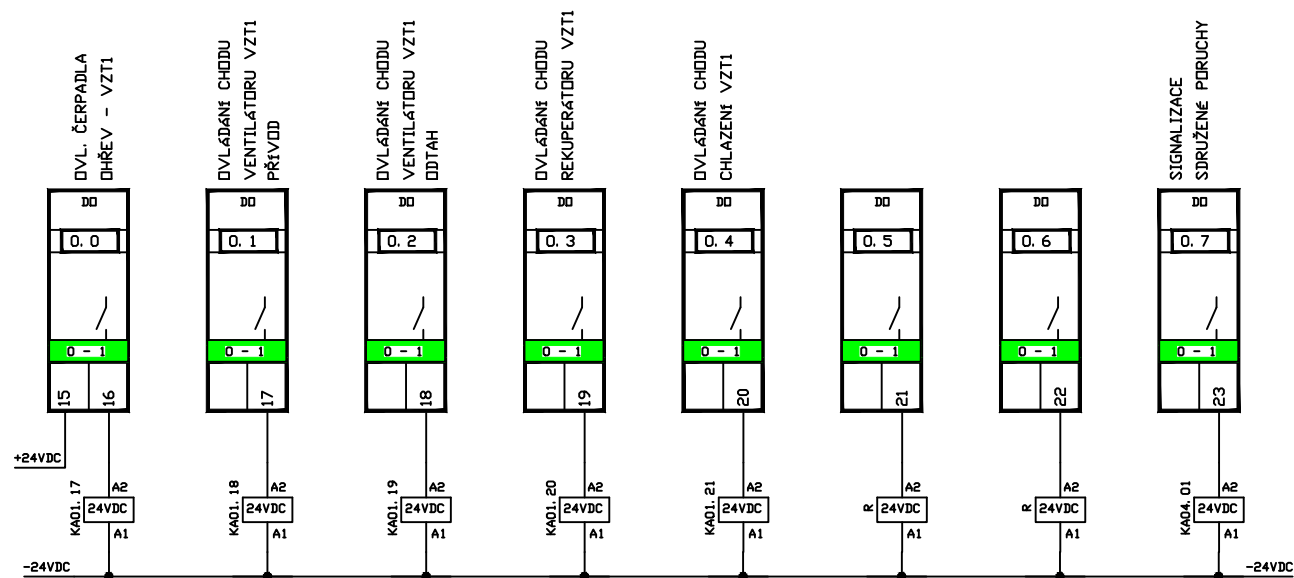 OVL. ČERPADLA
OHŘEV - VZT1
OVLÁDÁNÍ CHODU
VENTILÁTORU VZT1
PŘÍVOD
OVLÁDÁNÍ CHODU
VENTILÁTORU VZT1
ODTAH
OVLÁDÁNÍ CHODU
REKUPERÁTORU VZT1
OVLÁDÁNÍ CHODU
CHLAZENÍ VZT1
SIGNALIZACE
SDRUŽENÉ PORUCHY
DO
DO
DO
DO
DO
DO
DO
DO
0.0
0.1
0.2
0.3
0.4
0.5
0.6
0.7
0 - 1
0 - 1
0 - 1
0 - 1
0 - 1
0 - 1
0 - 1
0 - 1
15
16
17
18
19
20
21
22
23
+24VDC
KA01.17
A2
24VDC
A1
KA01.18
A2
24VDC
A1
KA01.19
A2
24VDC
A1
KA01.20
A2
24VDC
A1
KA01.21
A2
24VDC
A1
R
A2
24VDC
A1
R
A2
24VDC
A1
KA04.01
A2
24VDC
A1
-24VDC
-24VDC